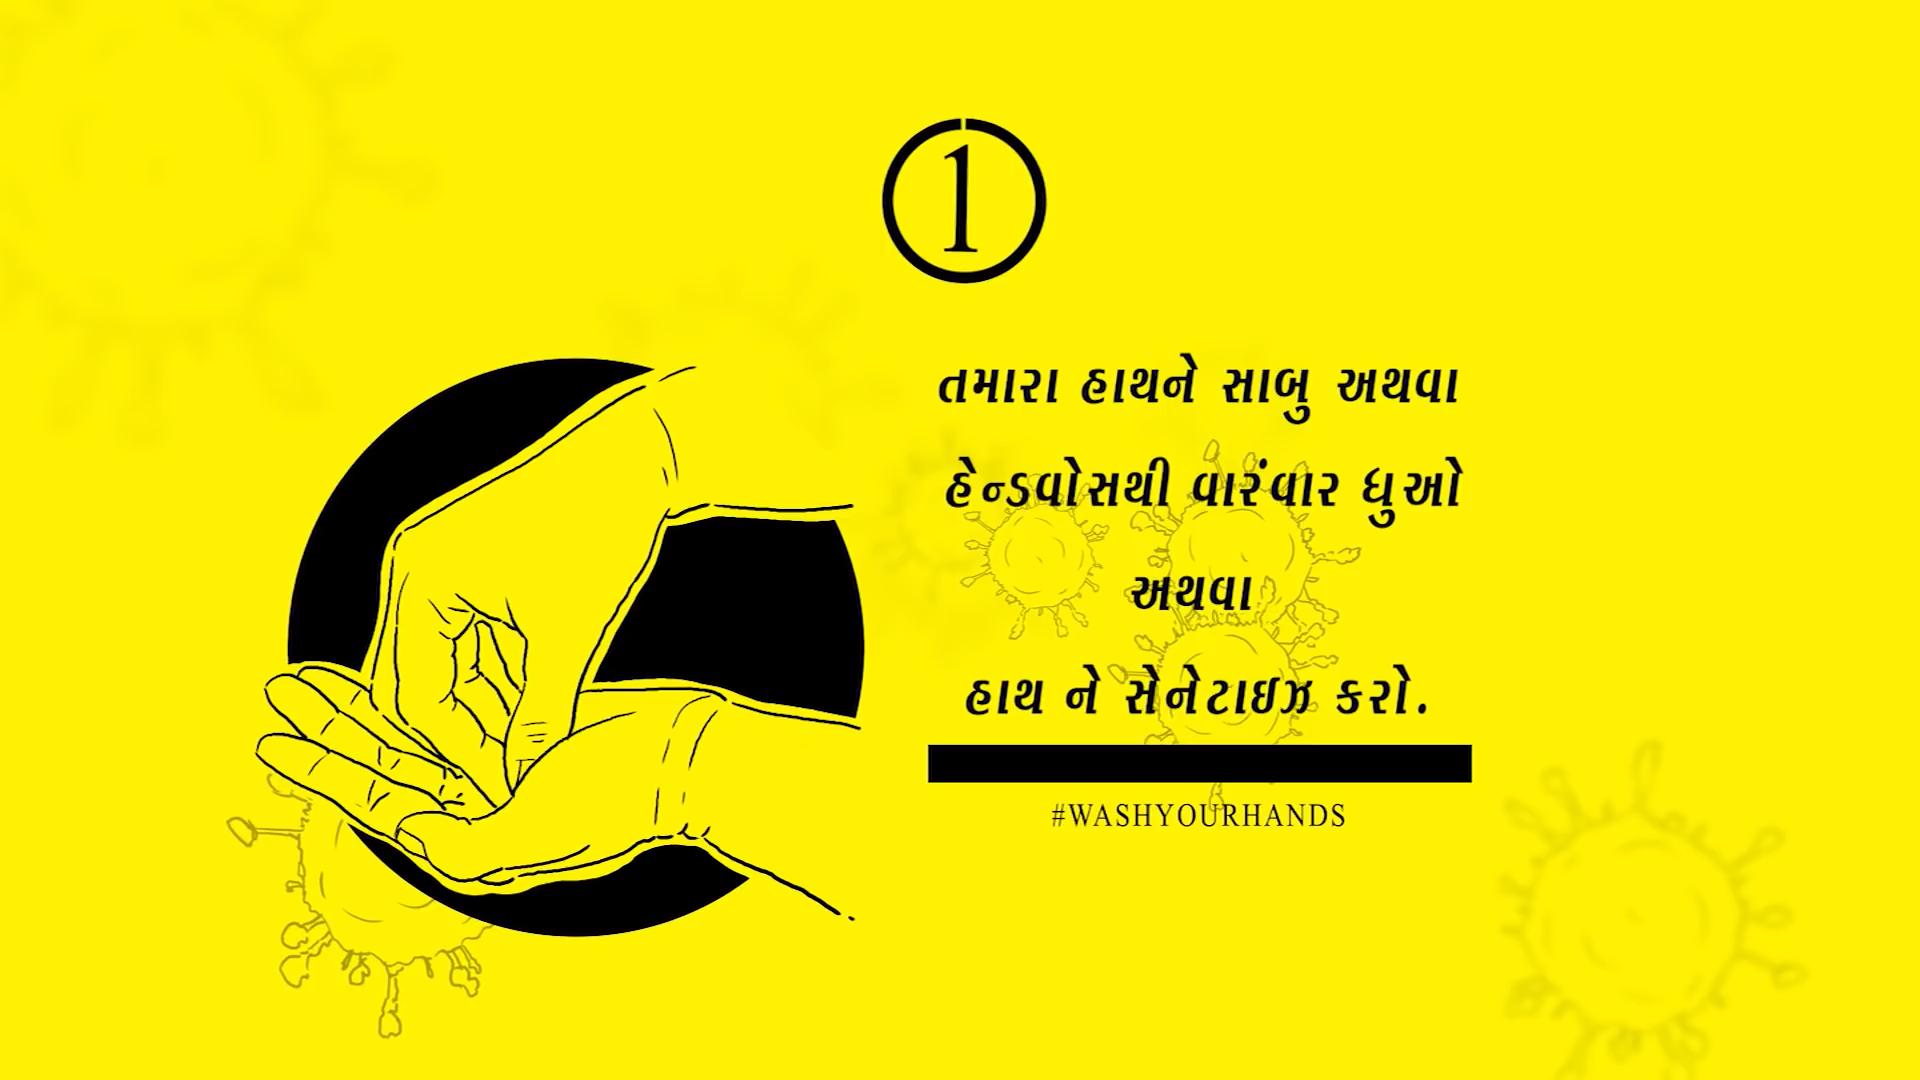 1
તમારા હાથને સાબુ અથવા
હેન્ડવોસથી વારંવાર ધુઓ
અથવા
હાથ ને સેનેટાઇઝ કરો.
#WASHYOURHANDS